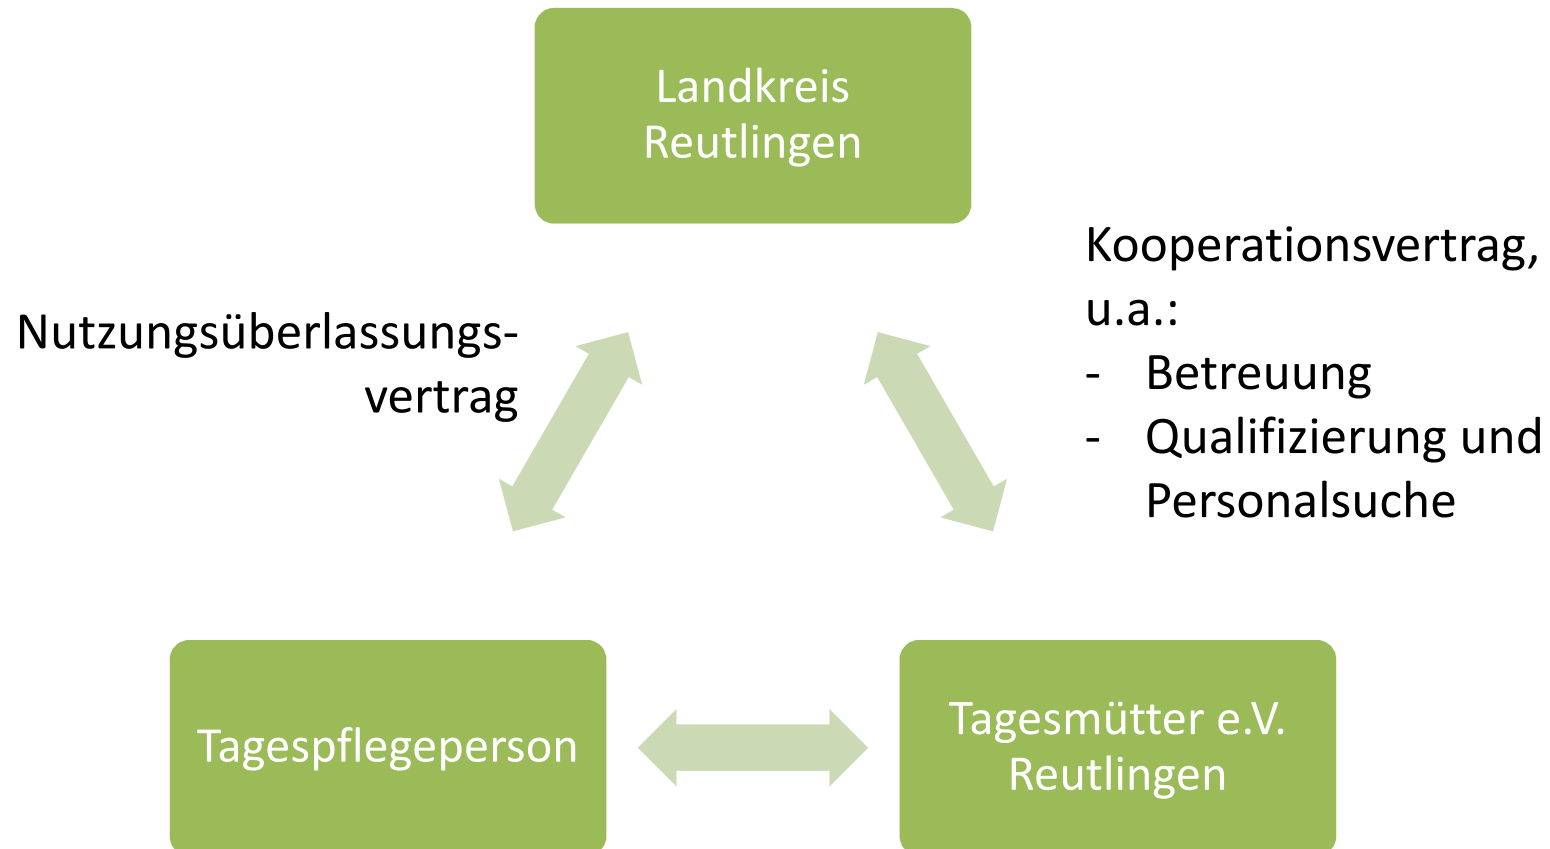 Landkreis
Reutlingen
Nutzungsüberlassungs-
vertrag
Kooperationsvertrag,
u.a.:
- Betreuung
- Qualifizierung und
Personalsuche
Tagespflegeperson
Tagesmütter e.V.
Reutlingen